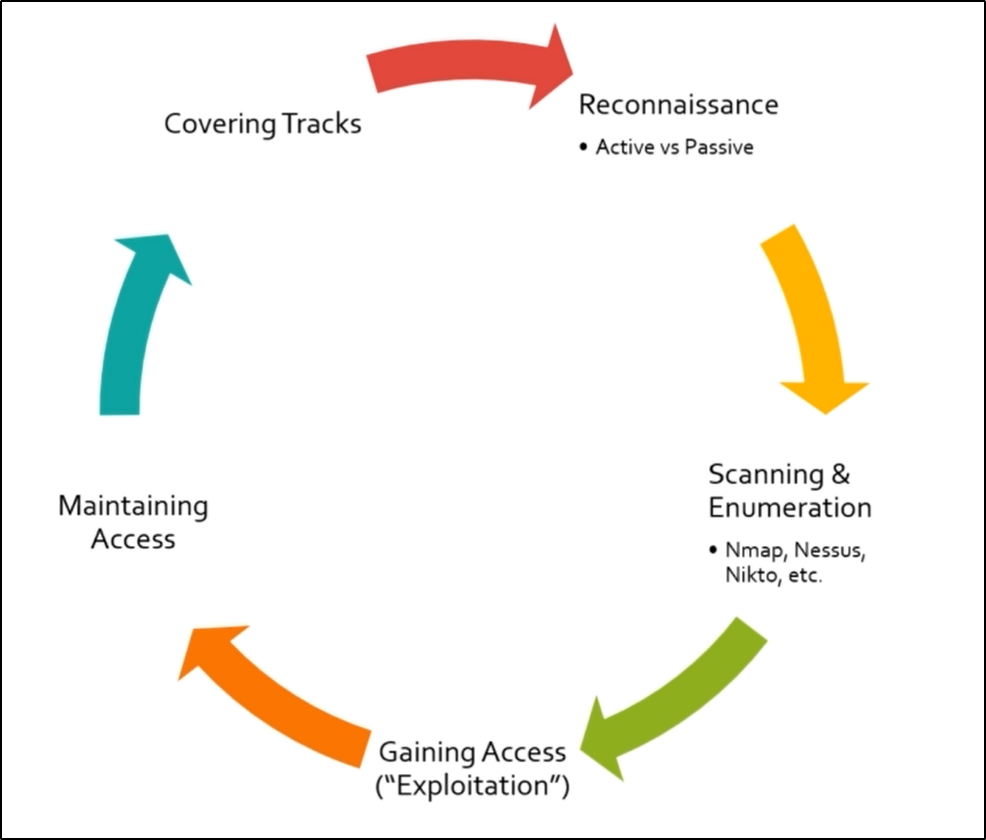 Covering Tracks
Reconnaissance
• Active vs Passive
Scanning &
Enumeration
• Nmap, Nessus,
Nikto, etc.
Gaining Access
(“Exploitation”)
Maintaining
Access